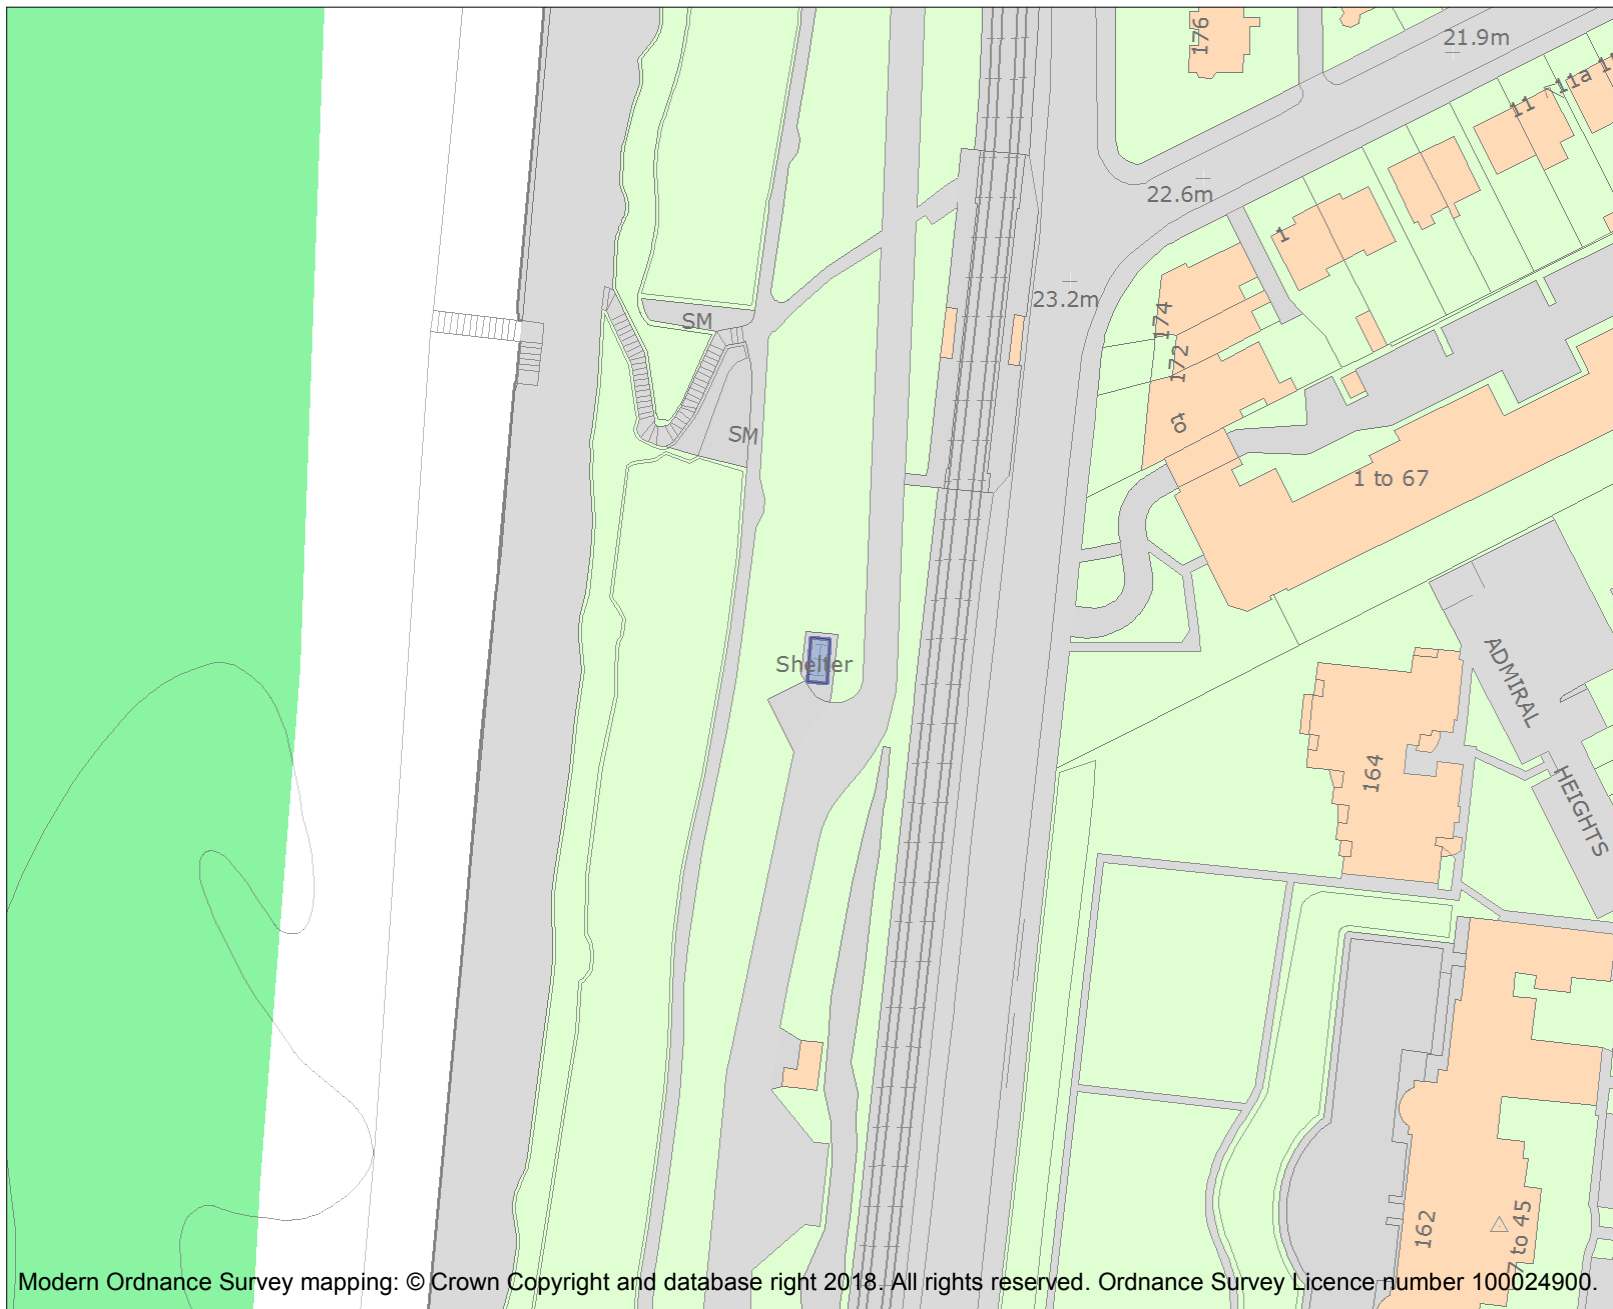 176
21.9m
11
11a
22.6m
1
23.2m
174
SM
172
to
SM
1 to 67
Shelter
ADMIRAL
164
HEIGHTS
162
7 to 45
Modern Ordnance Survey mapping: © Crown Copyright and database right 2018. All rights reserved. Ordnance Survey Licence number 100024900.